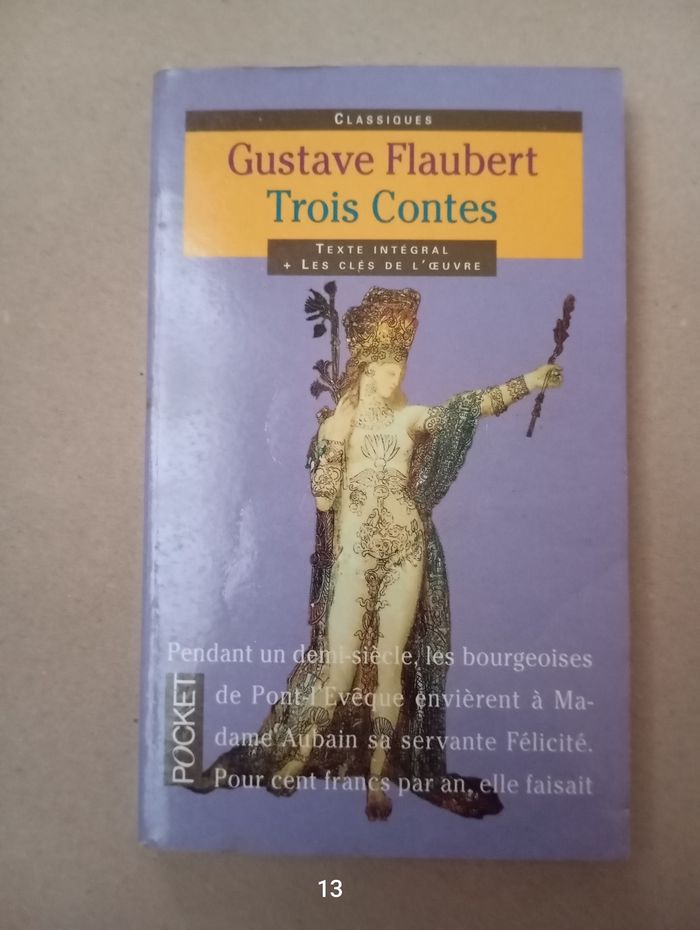 CLASSIQUES
Gustave Flaubert
Trois Contes
TEXTE INTÉGRAL
+ LES CLÉS DE L'ŒUVRE
Pendant un demi-siècle, les bourgeoises
de Pont-l'Evêque envièrent à Ma-
dame Aubain sa servante Félicité.
Pour cent francs par an, elle faisait
POCKET
13